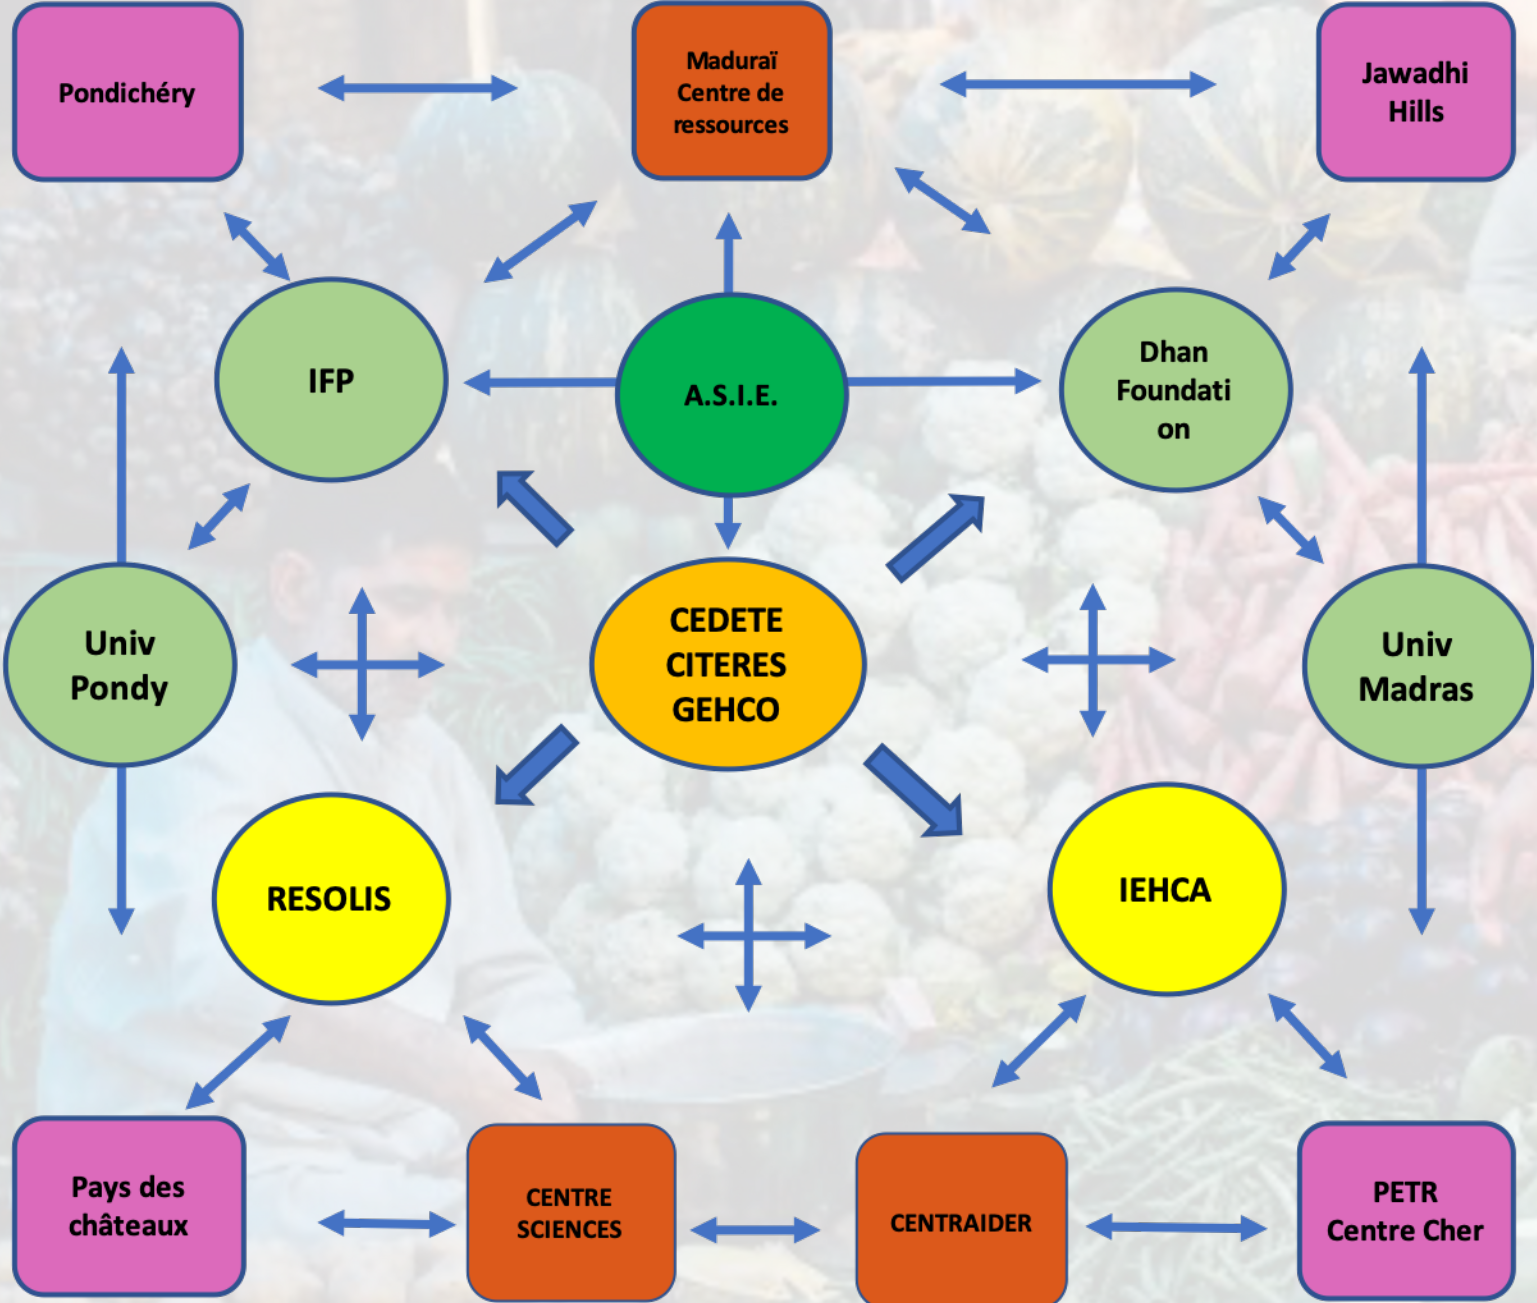 Pondichéry
Maduraï
Centre de
ressources
Jawadhi
Hills
IFP
A.S.I.E.
Dhan
Foundati
on
Univ
Pondy
CEDETE
CITERES
GEHCO
Univ
Madras
RESOLIS
IEHCA
Pays des
châteaux
CENTRE
SCIENCES
CENTRAIDER
PETR
Centre Cher